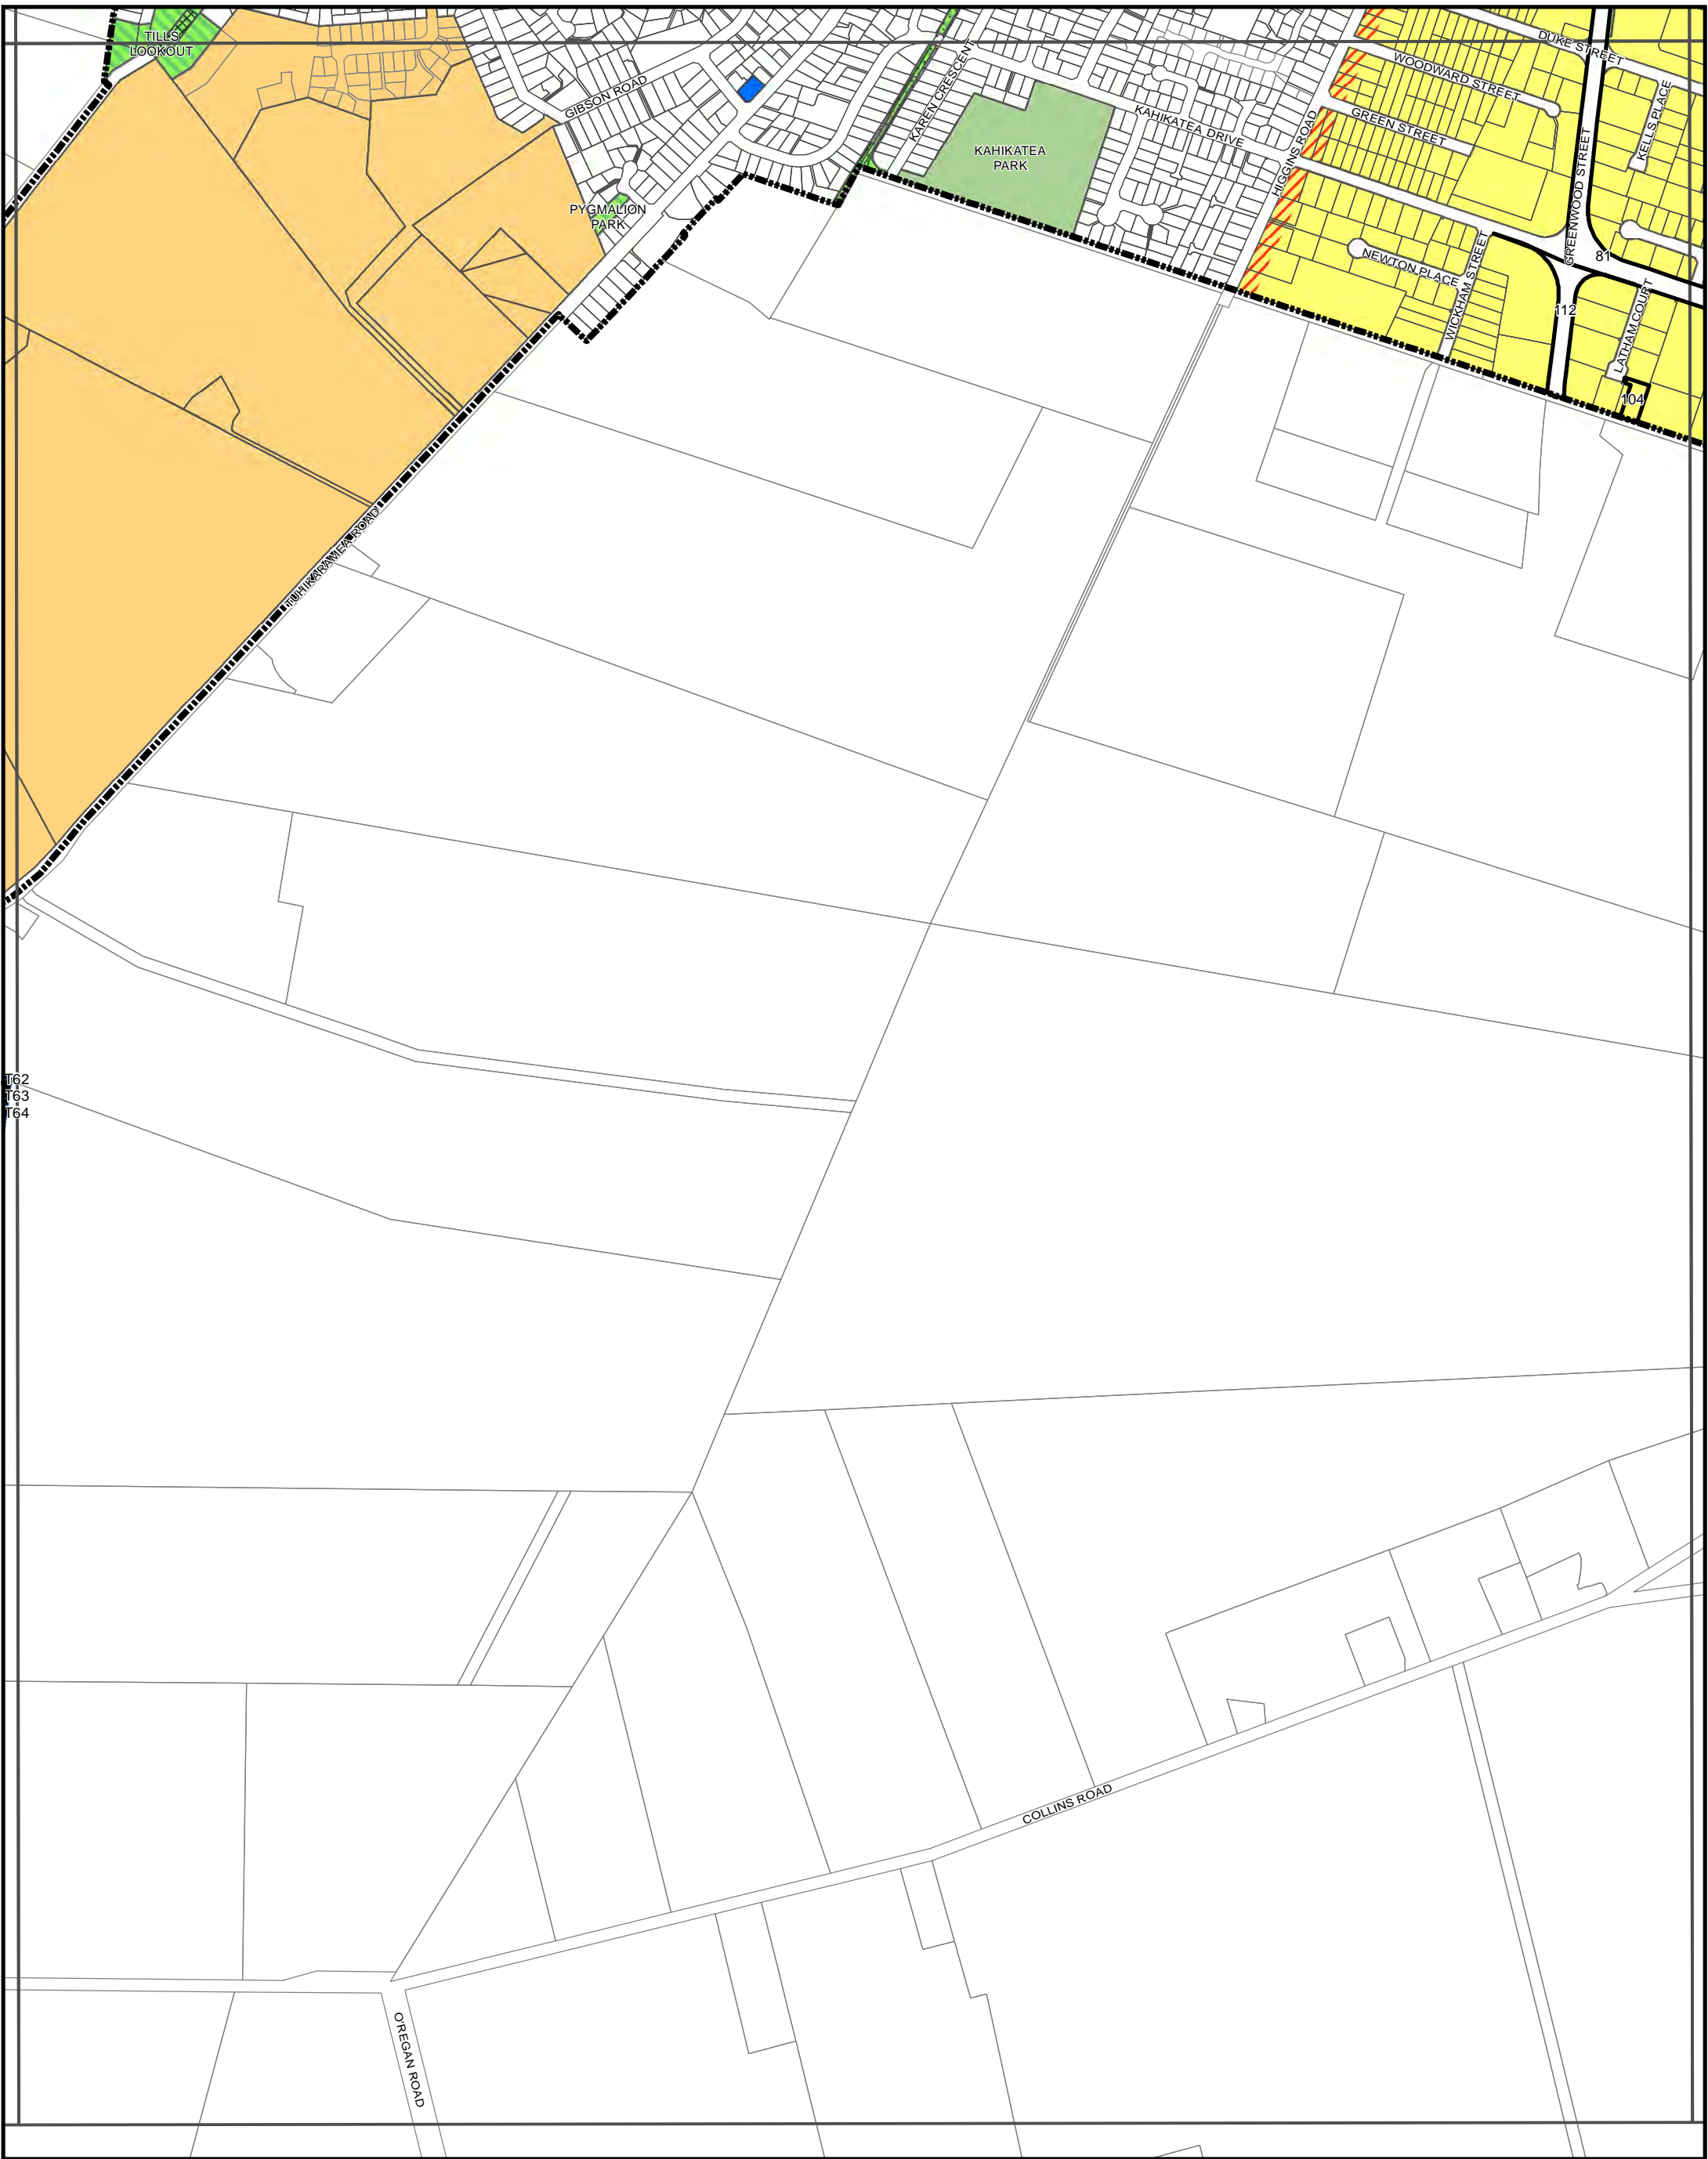 TILLS
LOOKOUT
DUKE STREET
WOODWARD STREET
KELLS PLACE
GIBSON ROAD
KAREN CRESCENT
KAHIKATEA DRIVE
GREEN STREET
HIGGINS ROAD
GREENWOOD STREET
KAHIKATEA
PARK
PYGMALION
PARK
NEWTON PLACE
WICKHAM STREET
81
112
LATHAM COURT
104
TUHIKARAMEA ROAD
T62
T63
T64
COLLINS ROAD
O'REGAN ROAD